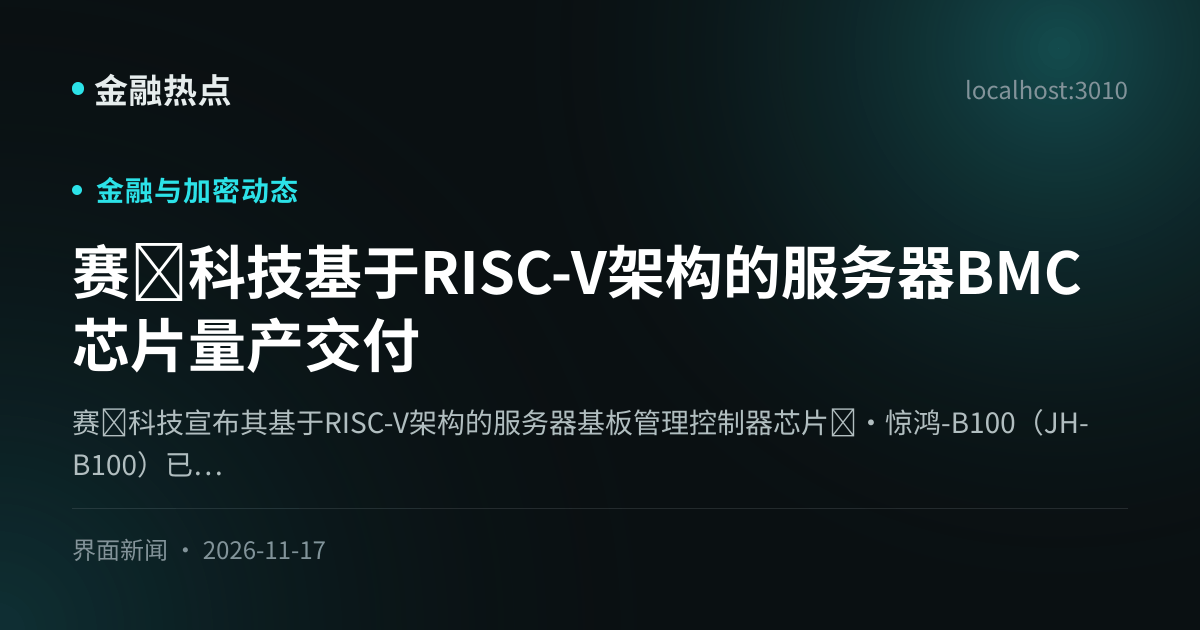 金融热点
localhost:3010
金融与加密动态
赛科技基于RISC-V架构的服务器BMC
芯片量产交付
赛科技宣布其基于RISC-V架构的服务器基板管理控制器芯片・惊鸿-B100（JH-
B100）已…
界面新闻 • 2026-11-17